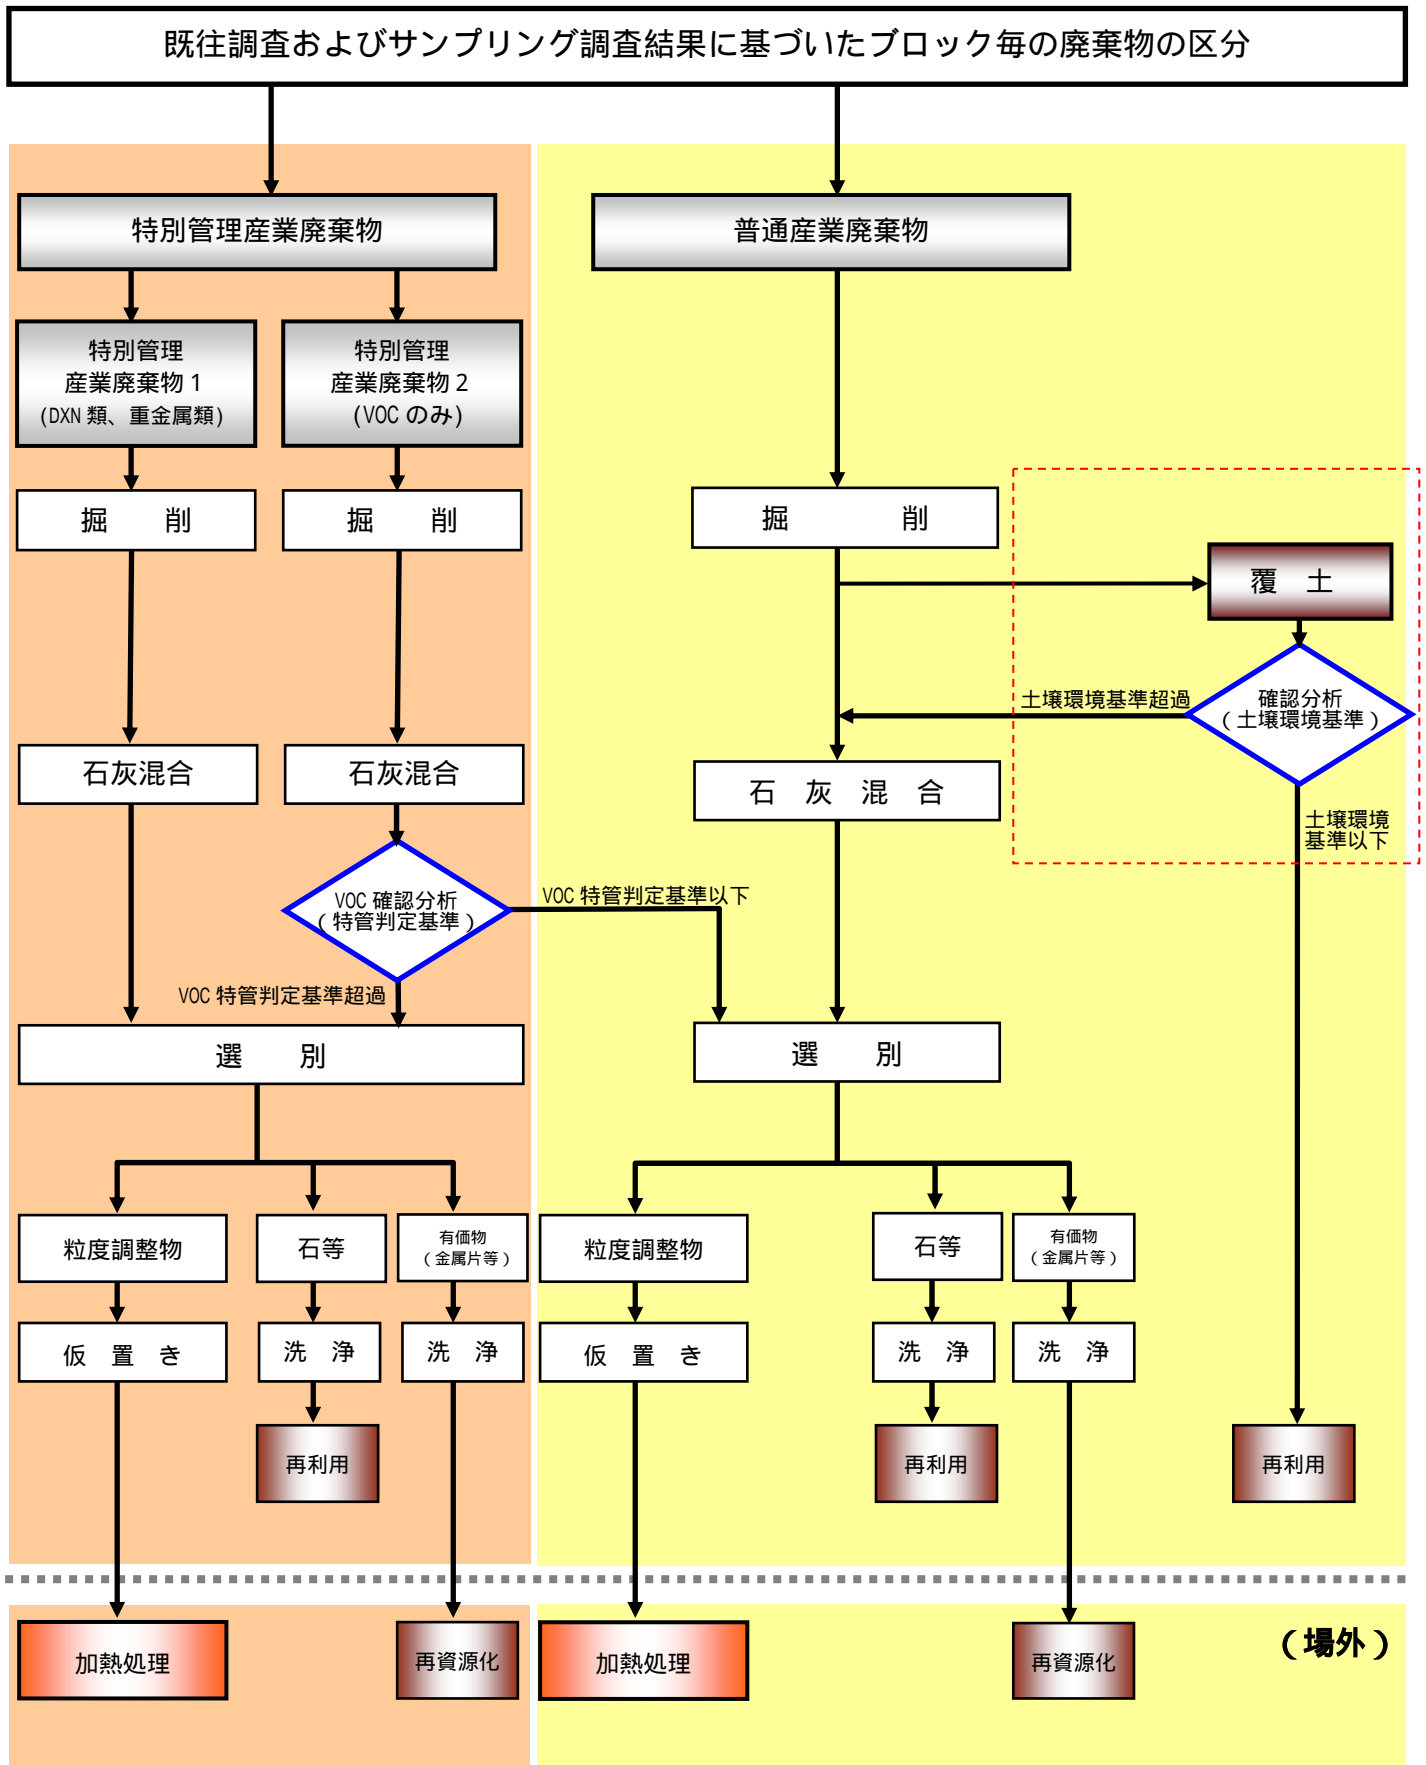 既往調査およびサンプリング調査結果に基づいたブロック毎の廃棄物の区分
特別管理産業廃棄物
普通産業廃棄物
特別管理
産業廃棄物1
(DXN 類、重金属類)
特別管理
産業廃棄物2
(VOC のみ)
掘 削
掘 削
掘 削
覆 土
土壌環境基準超過
確認分析
(土壌環境基準)
石灰混合
石灰混合
石 灰 混 合
土壌環境
基準以下
VOC 確認分析
(特管判定基準)
VOC 特管判定基準以下
VOC 特管判定基準超過
選 別
選 別
粒度調整物
石等
有価物
(金属片等)
粒度調整物
石等
有価物
(金属片等)
仮 置 き
洗 浄
洗 浄
仮 置 き
洗 浄
洗 浄
再利用
再利用
再利用
加熱処理
再資源化
加熱処理
再資源化
(場外)